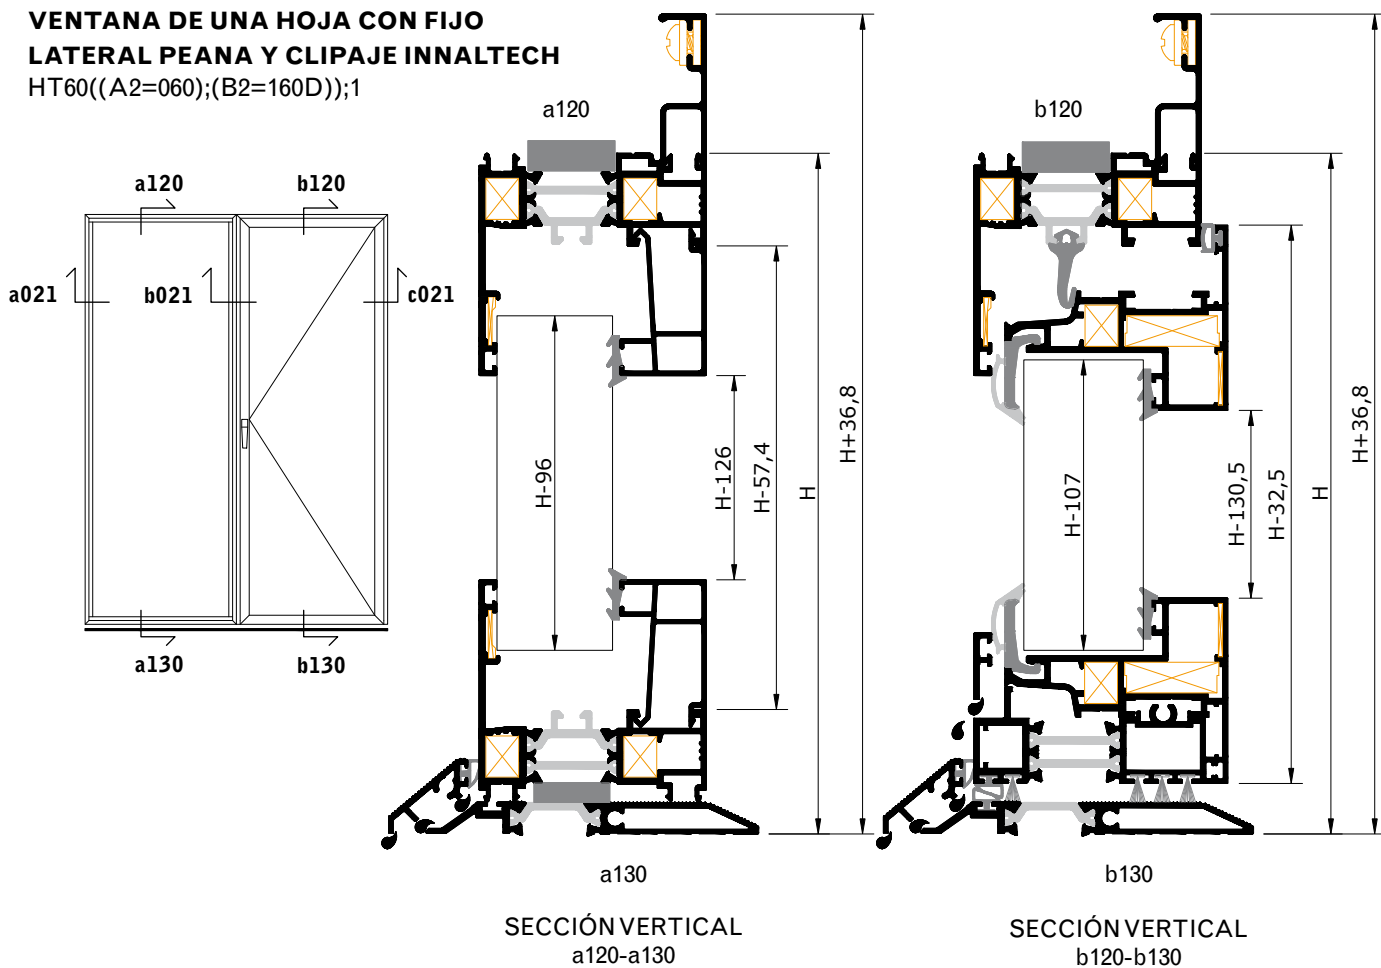 VENTANA DE UNA HOJA CON FIJO
LATERAL PEANA Y CLIPAJE INNALTECH
HT60((A2=060);(B2=160D));1
a120
b120
a021
b021
c021
a130
b130
a120
H-96
H-126
H-57,4
H
H+36,8
a130
SECCIÓN VERTICAL
a120-a130
b120
H-107
H-130,5
H-32,5
H
H+36,8
b130
SECCIÓN VERTICAL
b120-b130